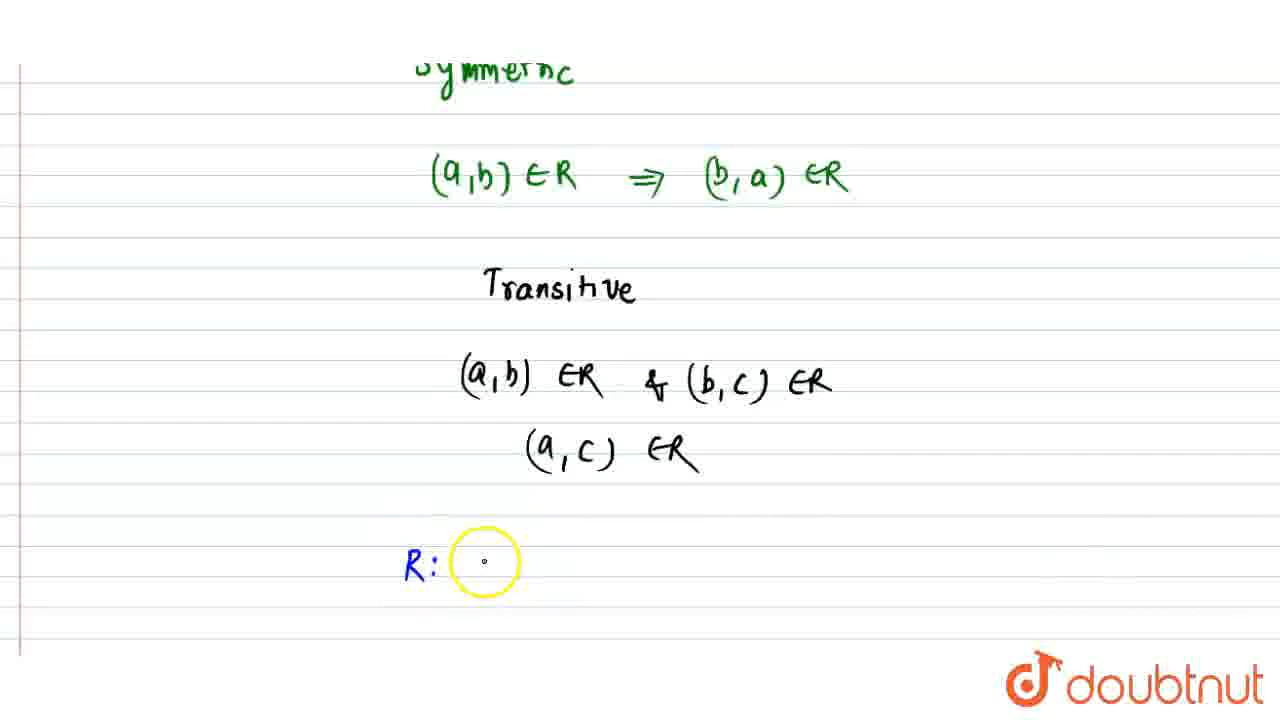 Symmetric
(a,b) ∈R ⇒ (b,a) ∈R
Transitive
(a,b) ∈R & (b,c) ∈R
(a,c) ∈R
R:
doubtnut